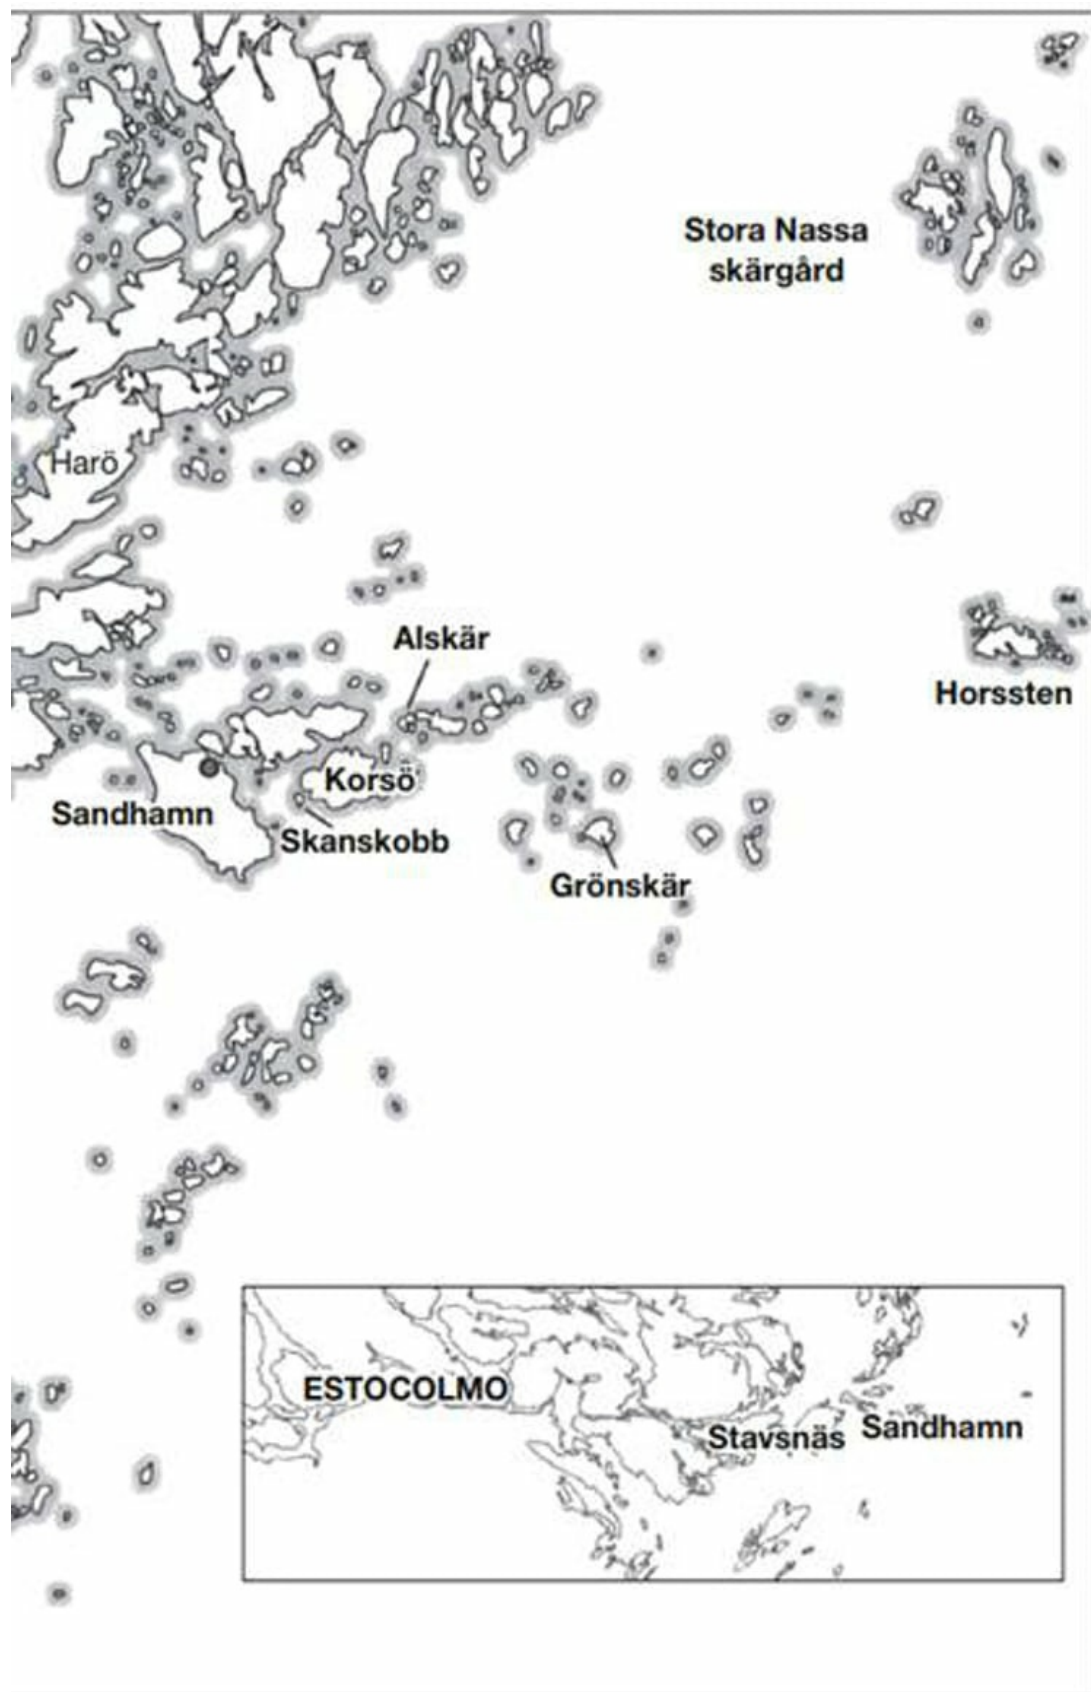 Stora Nassa
skärgård
Harö
Alskär
Horssten
Korsö
Sandhamn
Skanskobb
Grönskär
ESTOCOLMO
Stavsnäs
Sandhamn